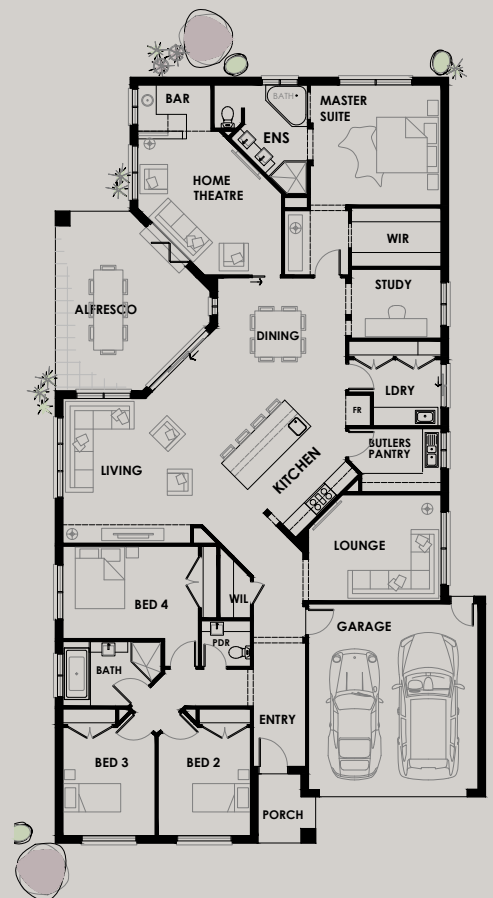 BAR
BATH
MASTER
SUITE
ENS
HOME
THEATRE
WIR
STUDY
ALFRESCO
DINING
LDRY
FR
BUTLERS
PANTRY
KITCHEN
LIVING
LOUNGE
BED 4
WIL
PDR
GARAGE
BATH
ENTRY
BED 3
BED 2
PORCH